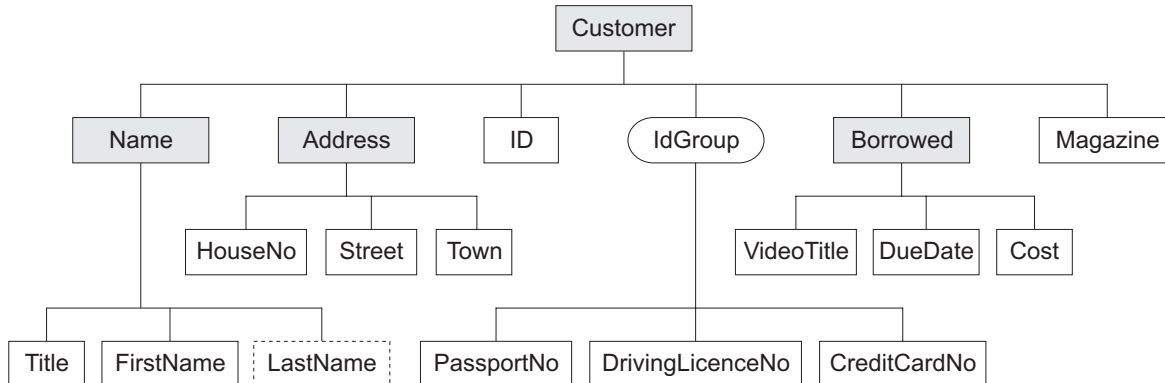 Customer
Name Address ID IdGroup Borrowed Magazine
HouseNo Street Town VideoTitle DueDate Cost
Title FirstName LastName PassportNo DrivingLicenceNo CreditCardNo